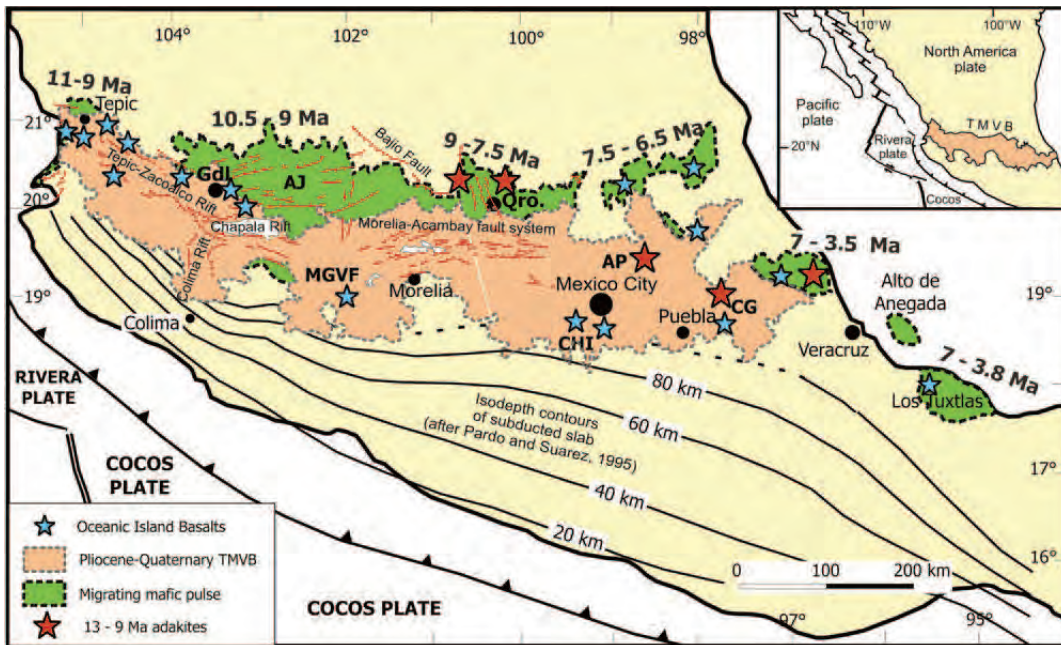 104°
102°
100°
98°
110°W
100°W
North America
plate
Pacific
plate
Rivera
plate
TMVB
20°N
Cocos
11-9 Ma
Tepic
21°
10.5 - 9 Ma
Bajio Fault
9 -7.5 Ma
7.5 - 6.5 Ma
Tepic-Zacoalco Rift
Gdl.
AJ
Qro.
20°
Chapala Rift
Morelia-Acambay fault system
7 - 3.5 Ma
Colima Rift
AP
MGVF
Morelia
Mexico City
CG
Alto de
Anegada
19°
19°
Colima
CHI
Puebla
Veracruz
7 - 3.8 Ma
RIVERA
PLATE
80 km
Los Tuxtlas
Isodepth contours
of subducted slab
(after Pardo and Suarez, 1995)
60 km
COCOS
PLATE
17°
40 km
20 km
Oceanic Island Basalts
Pliocene-Quaternary TMVB
Migrating mafic pulse
13 - 9 Ma adakites
16°
0 100 200 km
COCOS PLATE
97°
95°